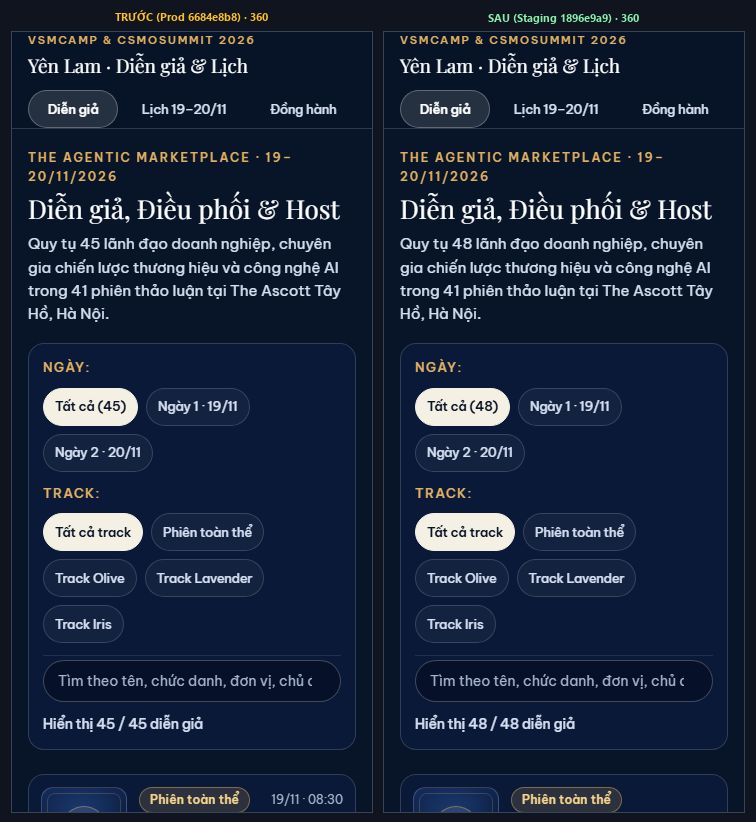 TRƯỚC (Prod 6684e8b8) · 360
VSMCAMP & CSMOSUMMIT 2026
Yên Lam · Diễn giả & Lịch
Diễn giả
Lịch 19–20/11
Đồng hành
THE AGENTIC MARKETPLACE · 19–
20/11/2026
Diễn giả, Điều phối & Host
Quy tụ 45 lãnh đạo doanh nghiệp, chuyên
gia chiến lược thương hiệu và công nghệ AI
trong 41 phiên thảo luận tại The Ascott Tây
Hồ, Hà Nội.
NGÀY:
Tất cả (45)
Ngày 1 · 19/11
Ngày 2 · 20/11
TRACK:
Tất cả track
Phiên toàn thể
Track Olive
Track Lavender
Track Iris
Tìm theo tên, chức danh, đơn vị, chủ
Hiển thị 45 / 45 diễn giả
Phiên toàn thể
19/11 · 08:30
SAU (Staging 1896e9a9) · 360
VSMCAMP & CSMOSUMMIT 2026
Yên Lam · Diễn giả & Lịch
Diễn giả
Lịch 19–20/11
Đồng hành
THE AGENTIC MARKETPLACE · 19–
20/11/2026
Diễn giả, Điều phối & Host
Quy tụ 48 lãnh đạo doanh nghiệp, chuyên
gia chiến lược thương hiệu và công nghệ AI
trong 41 phiên thảo luận tại The Ascott Tây
Hồ, Hà Nội.
NGÀY:
Tất cả (48)
Ngày 1 · 19/11
Ngày 2 · 20/11
TRACK:
Tất cả track
Phiên toàn thể
Track Olive
Track Lavender
Track Iris
Tìm theo tên, chức danh, đơn vị, chủ
Hiển thị 48 / 48 diễn giả
Phiên toàn thể